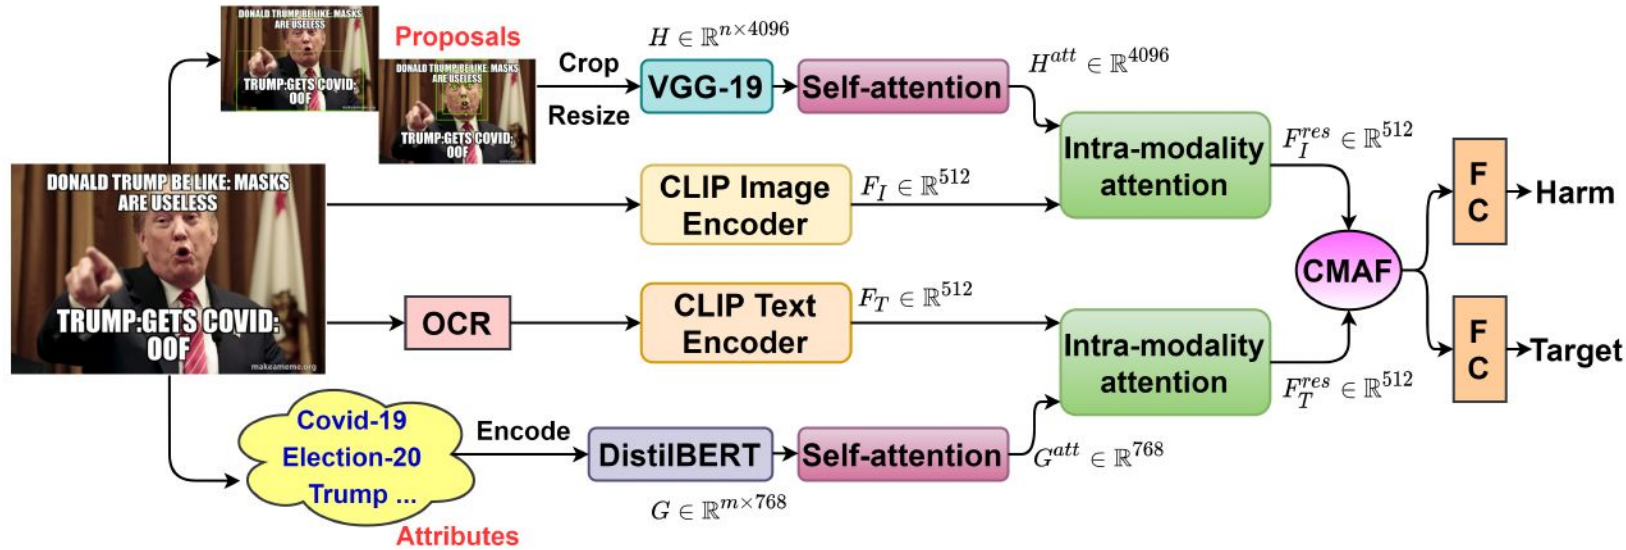 DONALD TRUMP BE LIKE: MASKS
ARE USELESS
TRUMP:GETS COVID:
OOF
makeameme.org
Proposals
DONALD TRUMP BE LIKE: MASKS
ARE USELESS
TRUMP:GETS COVID:
OOF
Crop
Resize
H ∈ ℝ^{n×4096}
VGG-19
Self-attention
H^{att} ∈ ℝ^{4096}
DONALD TRUMP BE LIKE: MASKS
ARE USELESS
TRUMP:GETS COVID:
OOF
makeameme.org
CLIP Image
Encoder
F_I ∈ ℝ^{512}
Intra-modality
attention
F_I^{res} ∈ ℝ^{512}
OCR
CLIP Text
Encoder
F_T ∈ ℝ^{512}
Intra-modality
attention
F_T^{res} ∈ ℝ^{512}
CMAF
F
C
Harm
F
C
Target
Covid-19
Election-20
Trump ...
Attributes
Encode
DistilBERT
G ∈ ℝ^{m×768}
Self-attention
G^{att} ∈ ℝ^{768}